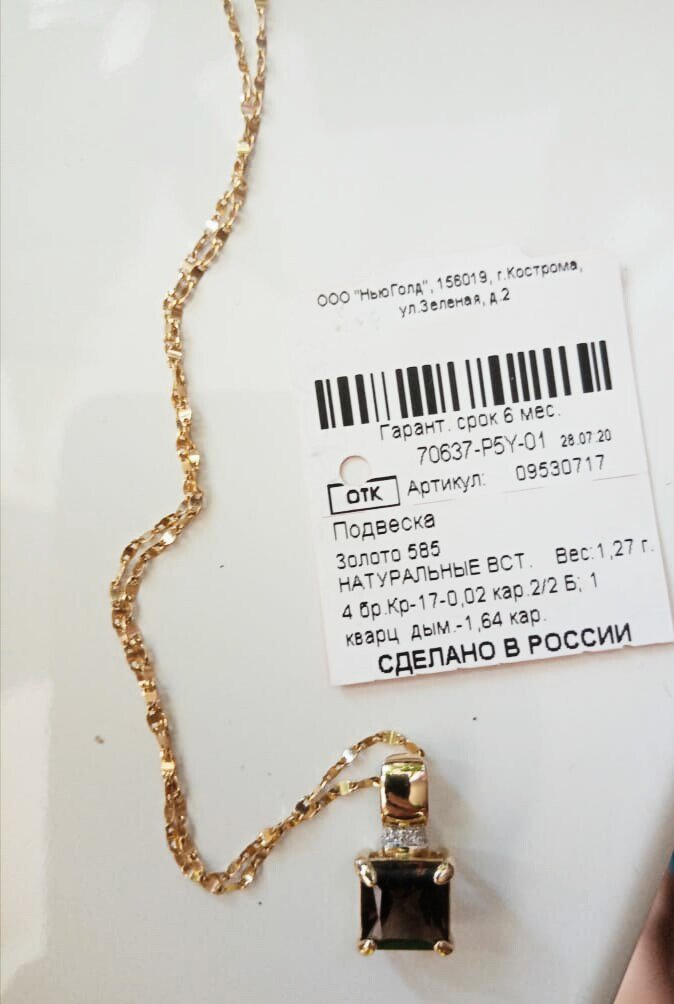 ООО "НьюГолд", 156019, г.Кострома,
ул.Зеленая, д.2
Гарант. срок 6 мес.
70637-P5Y-01 28.07.20
ОТК Артикул: 09530717
Подвеска
Золото 585
НАТУРАЛЬНЫЕ ВСТ. Вес:1,27 г.
4 бр.Кр-17-0,02 кар.2/2 Б; 1
кварц дым.-1,64 кар.
СДЕЛАНО В РОССИИ